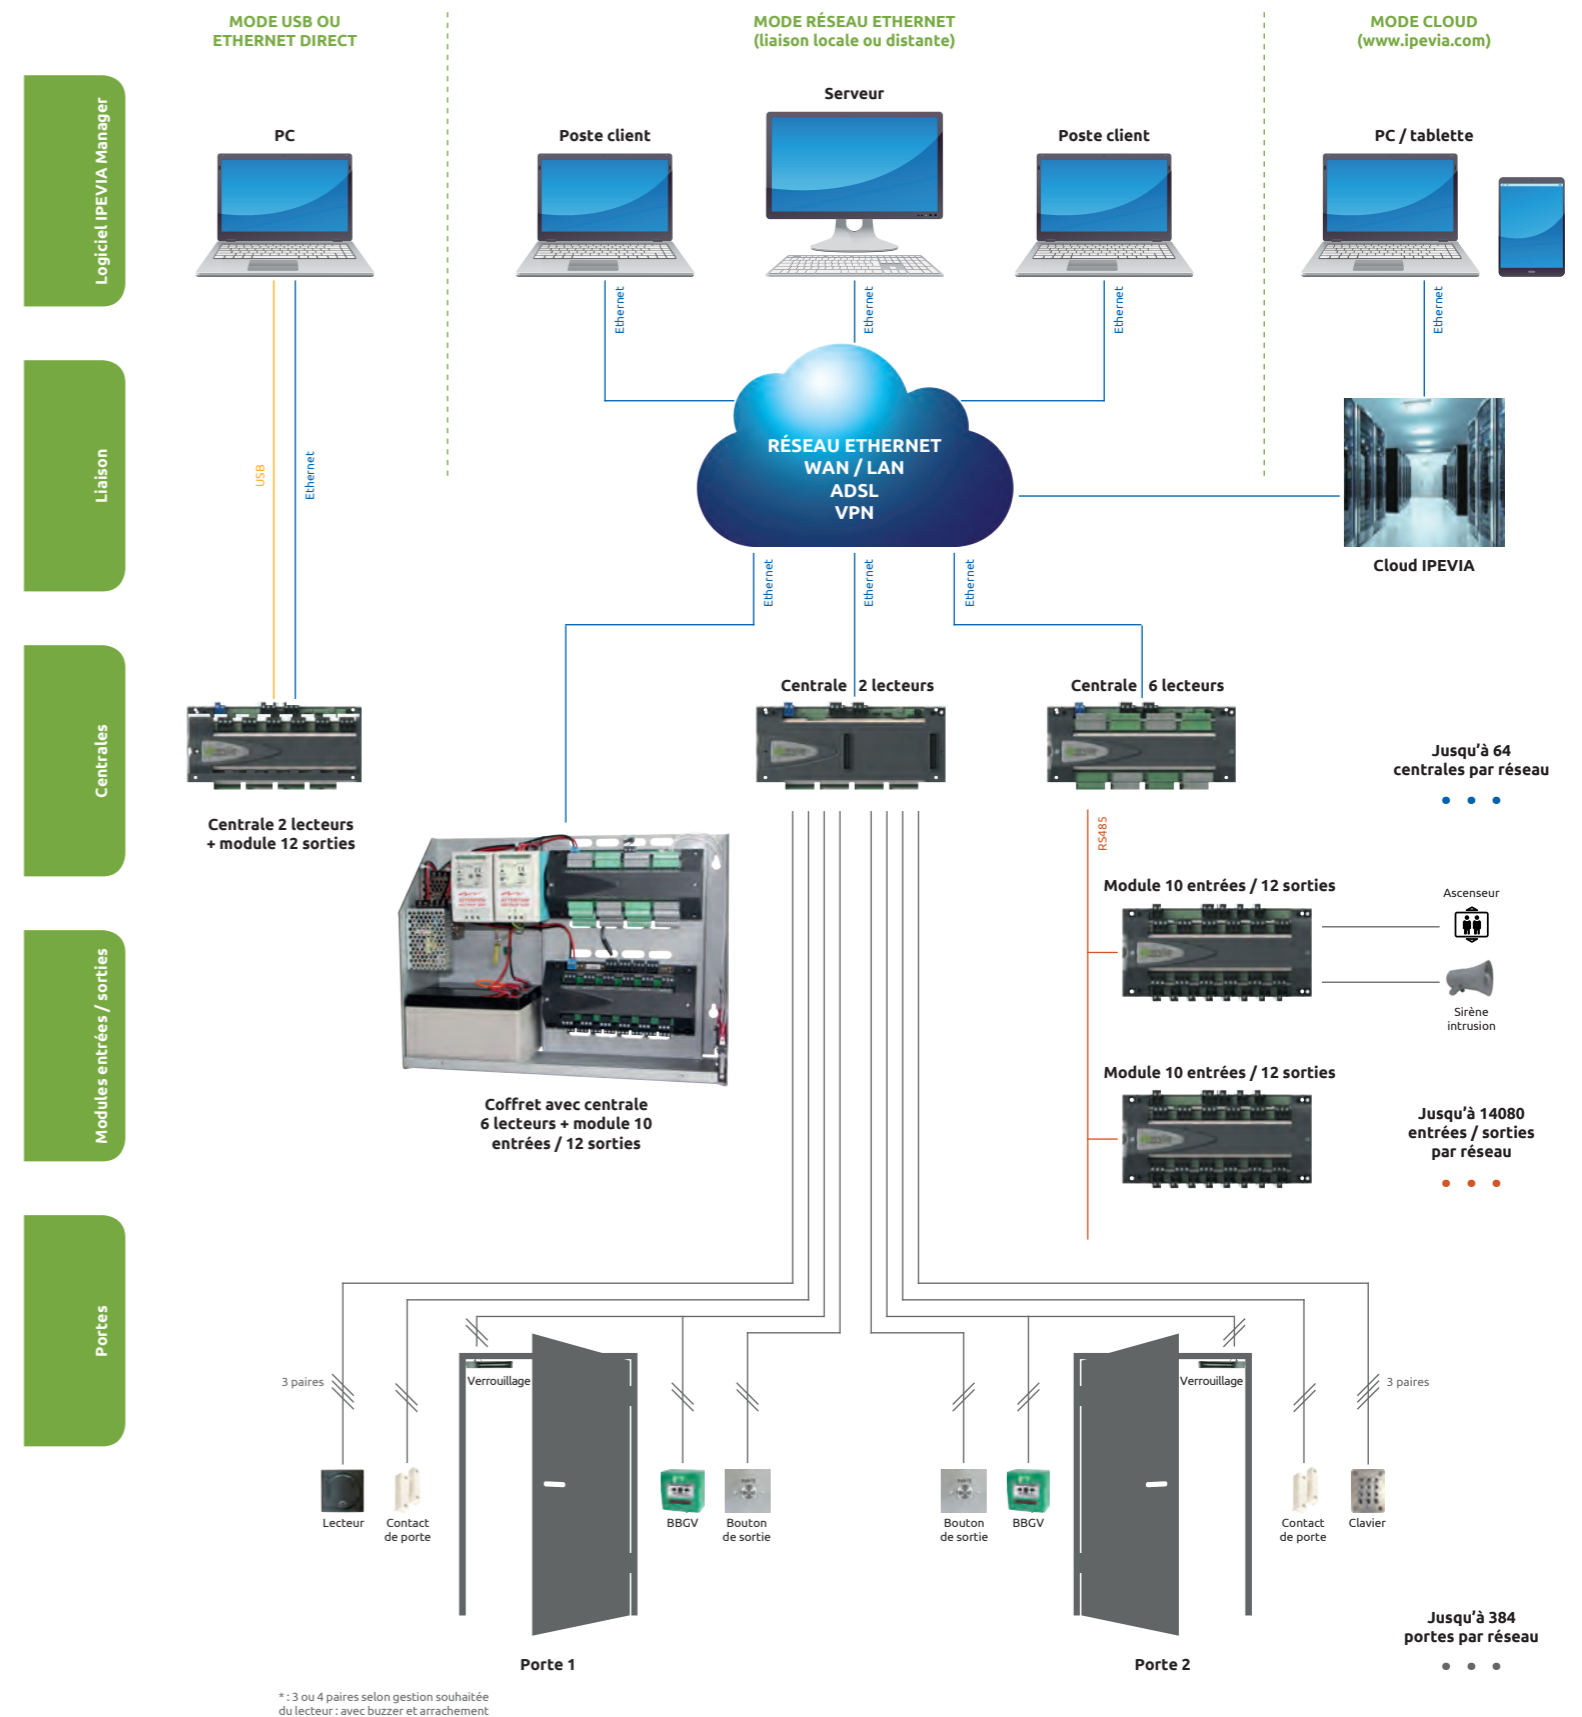 MODE USB OU
ETHERNET DIRECT
MODE RÉSEAU ETHERNET
(liaison locale ou distante)
MODE CLOUD
(www.ipevia.com)
Logiciel IPEVIA Manager
PC
Poste client
Serveur
Poste client
PC / tablette
Ethernet
Ethernet
Ethernet
Ethernet
Liaison
USB
Ethernet
RÉSEAU ETHERNET
WAN / LAN
ADSL
VPN
Cloud IPEVIA
Ethernet
Ethernet
Ethernet
Centrales
Centrale 2 lecteurs
Centrale 6 lecteurs
Jusqu'à 64
centrales par réseau
Centrale 2 lecteurs
+ module 12 sorties
RS485
Modules entrées / sorties
Module 10 entrées / 12 sorties
Ascenseur
Sirène
intrusion
Module 10 entrées / 12 sorties
Coffret avec centrale
6 lecteurs + module 10
entrées / 12 sorties
Jusqu'à 14080
entrées / sorties
par réseau
Portes
3 paires
Verrouillage
Verrouillage
3 paires
Lecteur
Contact
de porte
BBGV
Bouton
de sortie
Bouton
de sortie
BBGV
Contact
de porte
Clavier
Jusqu'à 384
portes par réseau
Porte 1
Porte 2
* : 3 ou 4 paires selon gestion souhaitée
du lecteur : avec buzzer et arrachement